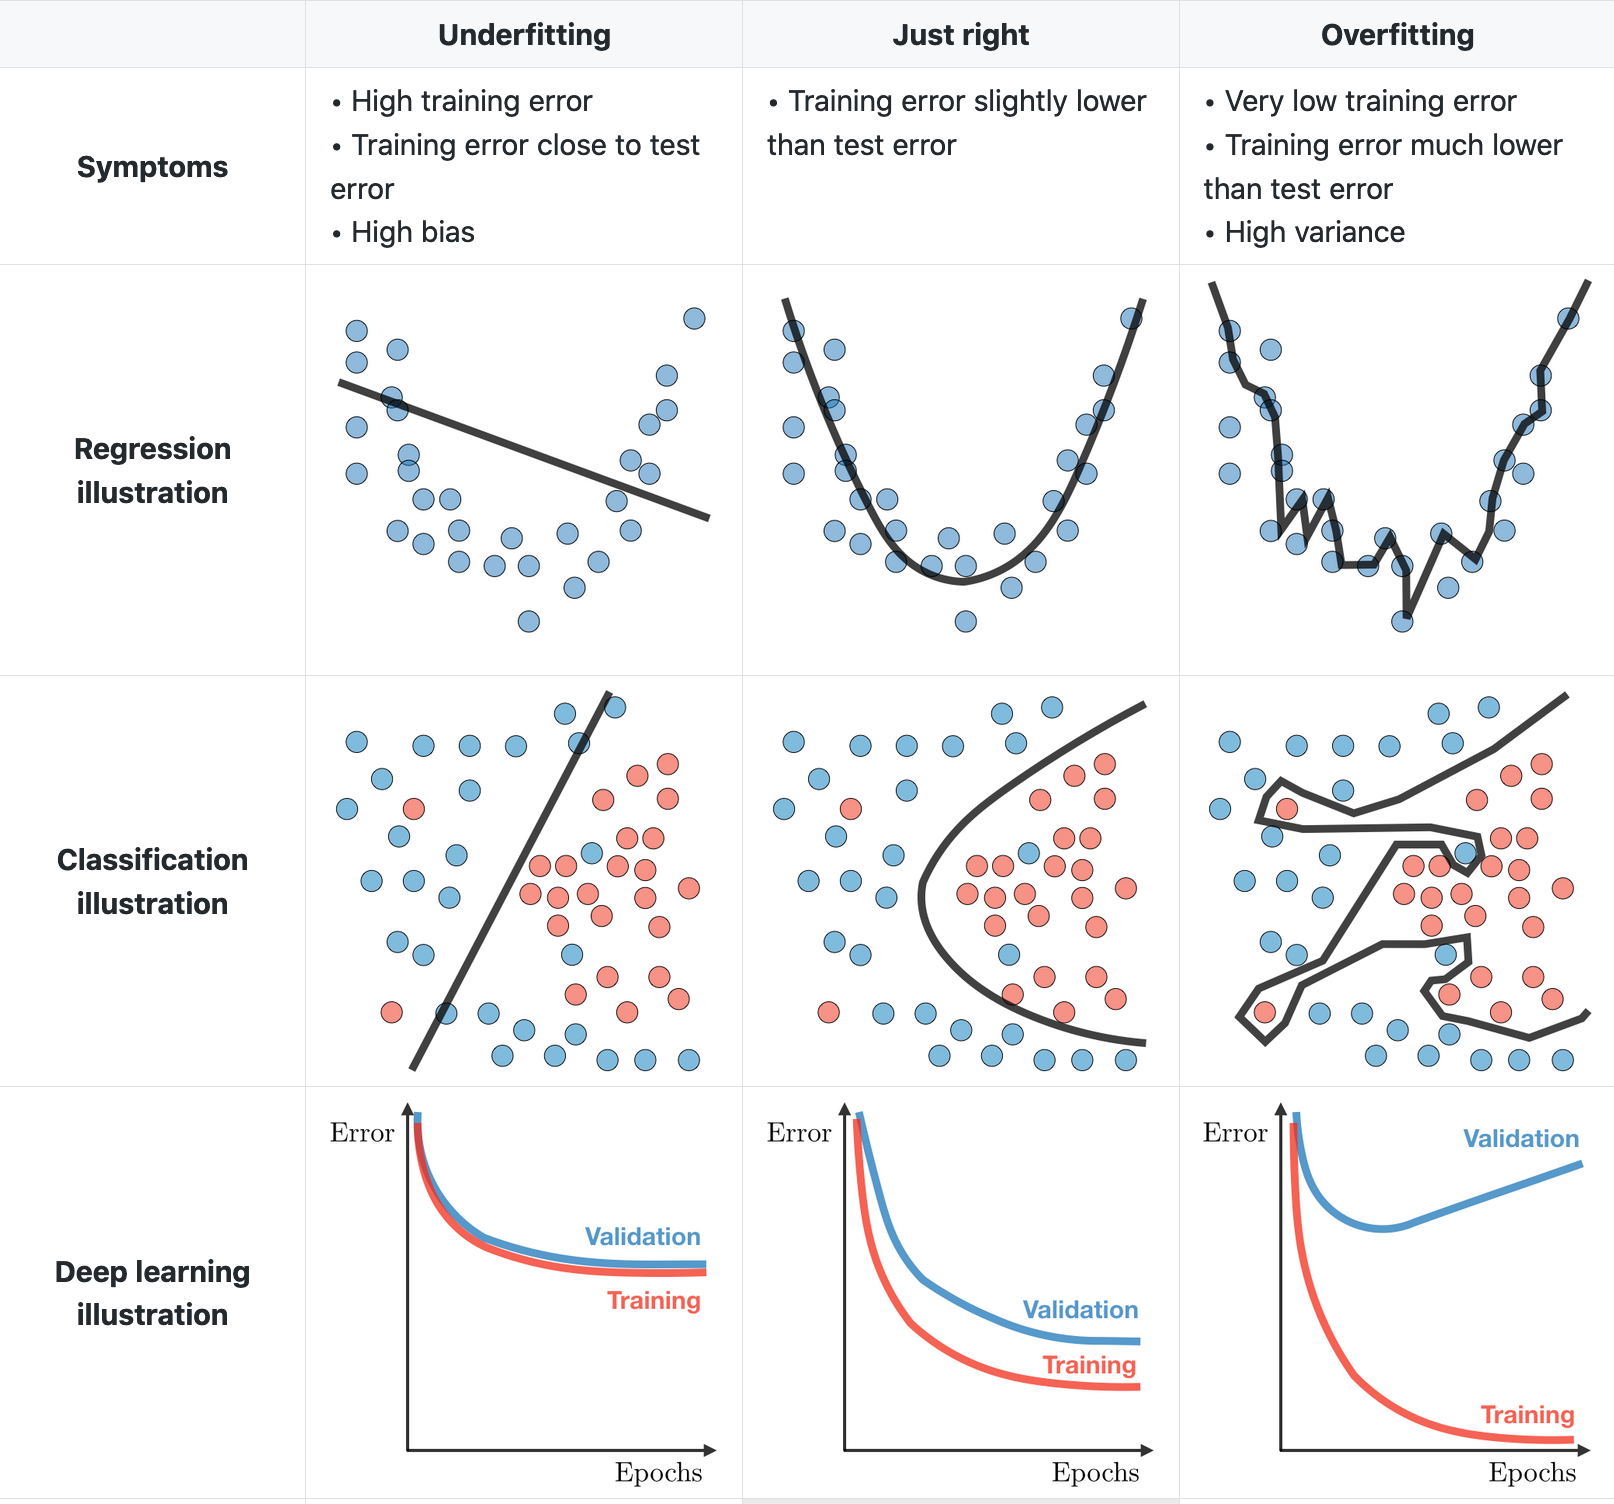 Underfitting
Just right
Overfitting
Symptoms
• High training error
• Training error close to test
error
• High bias
• Training error slightly lower
than test error
• Very low training error
• Training error much lower
than test error
• High variance
Regression
illustration
Classification
illustration
Deep learning
illustration
Error
Validation
Training
Epochs
Error
Validation
Training
Epochs
Error
Validation
Training
Epochs